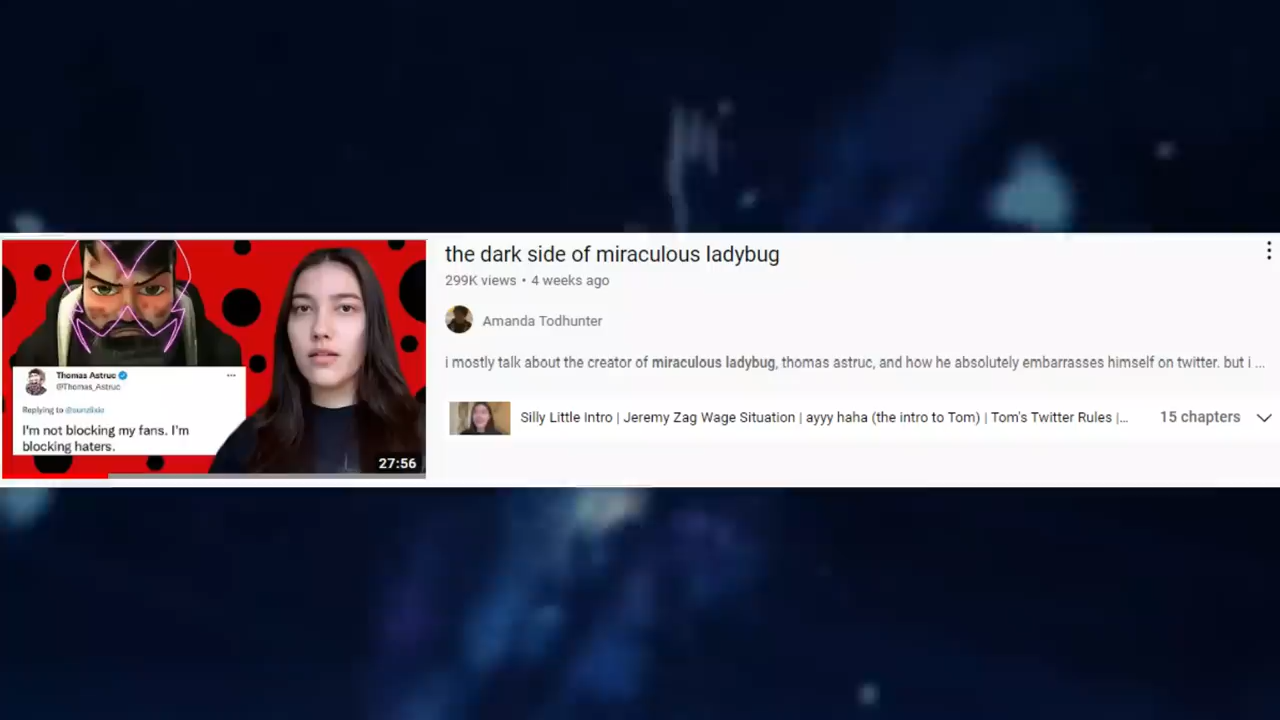 the dark side of miraculous ladybug
299K views • 4 weeks ago
Amanda Todhunter
i mostly talk about the creator of miraculous ladybug, thomas astruc, and how he absolutely embarrasses himself on twitter. but i ...
Silly Little Intro | Jeremy Zag Wage Situation | ayyy haha (the intro to Tom) | Tom's Twitter Rules |...
15 chapters
Thomas Astruc
@Thomas_Astruc
Replying to @sunzlixie
I'm not blocking my fans. I'm
blocking haters.
27:56